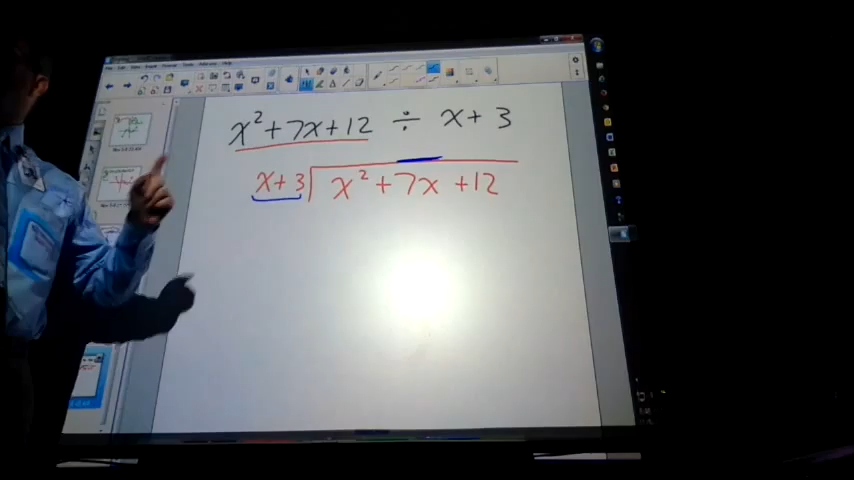 x² + 7x + 12 ÷ x + 3
x + 3 x² + 7x + 12